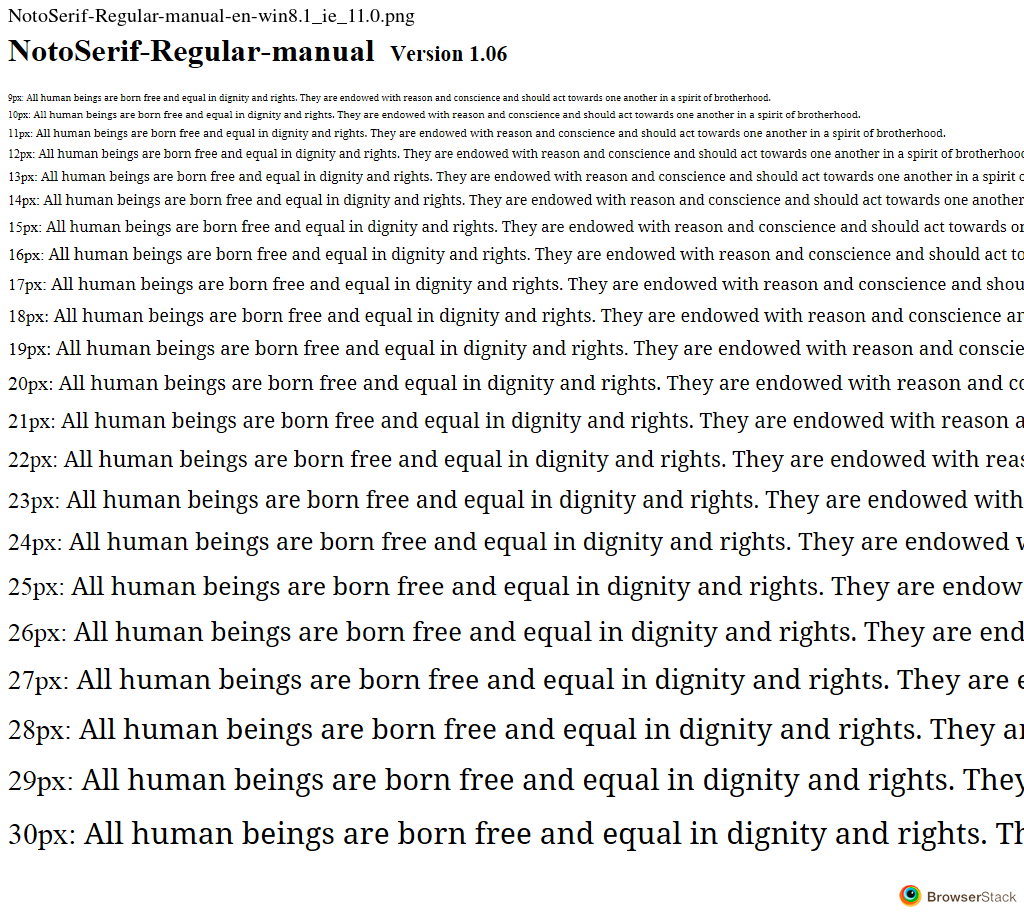 NotoSerif-Regular-manual-en-win8.1_ie_11.0.png
NotoSerif-Regular-manual Version 1.06
9px: All human beings are born free and equal in dignity and rights. They are endowed with reason and conscience and should act towards one another in a spirit of brotherhood.
10px: All human beings are born free and equal in dignity and rights. They are endowed with reason and conscience and should act towards one another in a spirit of brotherhood.
11px: All human beings are born free and equal in dignity and rights. They are endowed with reason and conscience and should act towards one another in a spirit of brotherhood.
12px: All human beings are born free and equal in dignity and rights. They are endowed with reason and conscience and should act towards one another in a spirit of brotherhoo
13px: All human beings are born free and equal in dignity and rights. They are endowed with reason and conscience and should act towards one another in a spirit
14px: All human beings are born free and equal in dignity and rights. They are endowed with reason and conscience and should act towards one another
15px: All human beings are born free and equal in dignity and rights. They are endowed with reason and conscience and should act towards
16px: All human beings are born free and equal in dignity and rights. They are endowed with reason and conscience and should act to
17px: All human beings are born free and equal in dignity and rights. They are endowed with reason and conscience and shou
18px: All human beings are born free and equal in dignity and rights. They are endowed with reason and conscience a
19px: All human beings are born free and equal in dignity and rights. They are endowed with reason and conscie
20px: All human beings are born free and equal in dignity and rights. They are endowed with reason and c
21px: All human beings are born free and equal in dignity and rights. They are endowed with reason a
22px: All human beings are born free and equal in dignity and rights. They are endowed with reas
23px: All human beings are born free and equal in dignity and rights. They are endowed with
24px: All human beings are born free and equal in dignity and rights. They are endowed
25px: All human beings are born free and equal in dignity and rights. They are endow
26px: All human beings are born free and equal in dignity and rights. They are end
27px: All human beings are born free and equal in dignity and rights. They are
28px: All human beings are born free and equal in dignity and rights. They a
29px: All human beings are born free and equal in dignity and rights. They
30px: All human beings are born free and equal in dignity and rights. Th
BrowserStack